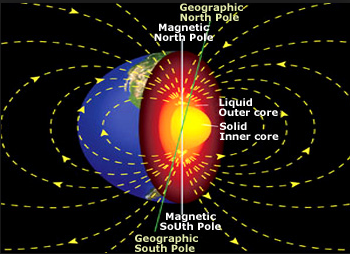 Geographic
North Pole
Magnetic
North Pole
Liquid
Outer core
Solid
Inner core
Magnetic
South Pole
Geographic
South Pole